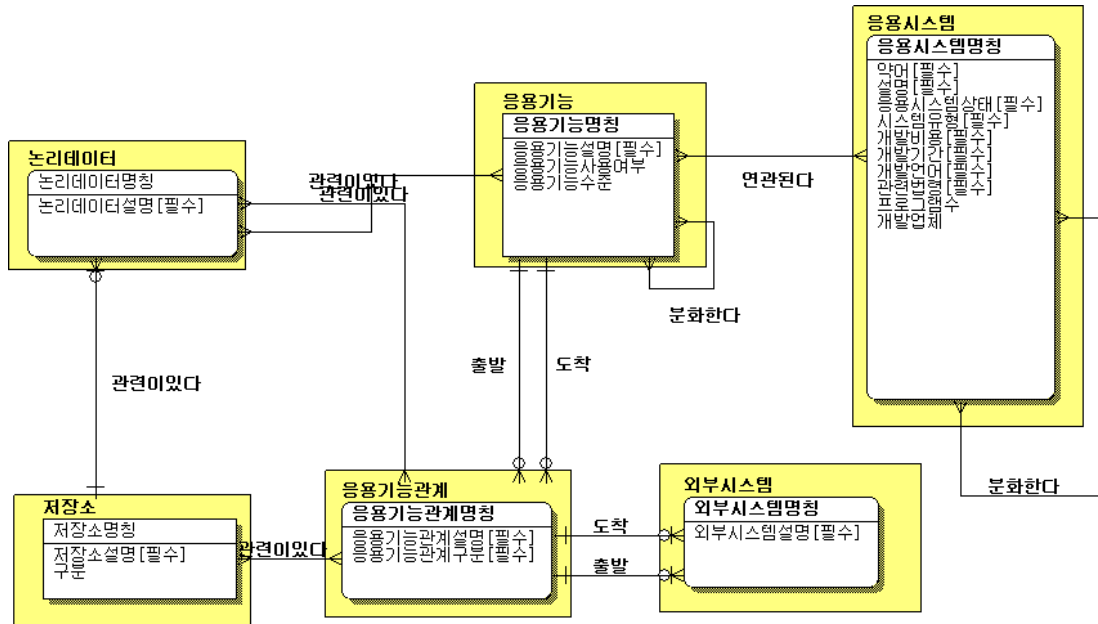 응용시스템
응용시스템명칭
약어[필수]
설명[필수]
응용시스템상태[필수]
시스템유형[필수]
개발비용[필수]
개발기간[필수]
개발언어[필수]
관련법령[필수]
프로그램수
개발업체
응용기능
응용기능명칭
응용기능설명[필수]
응용기능사용여부
응용기능수준
논리데이터
논리데이터명칭
논리데이터설명[필수]
관련이있다
관련이있다
연관된다
분화한다
출발
도착
관련이있다
분화한다
저장소
저장소명칭
저장소설명[필수]
구분
관련이있다
응용기능관계
응용기능관계명칭
응용기능관계설명[필수]
응용기능관계구분[필수]
도착
출발
외부시스템
외부시스템명칭
외부시스템설명[필수]